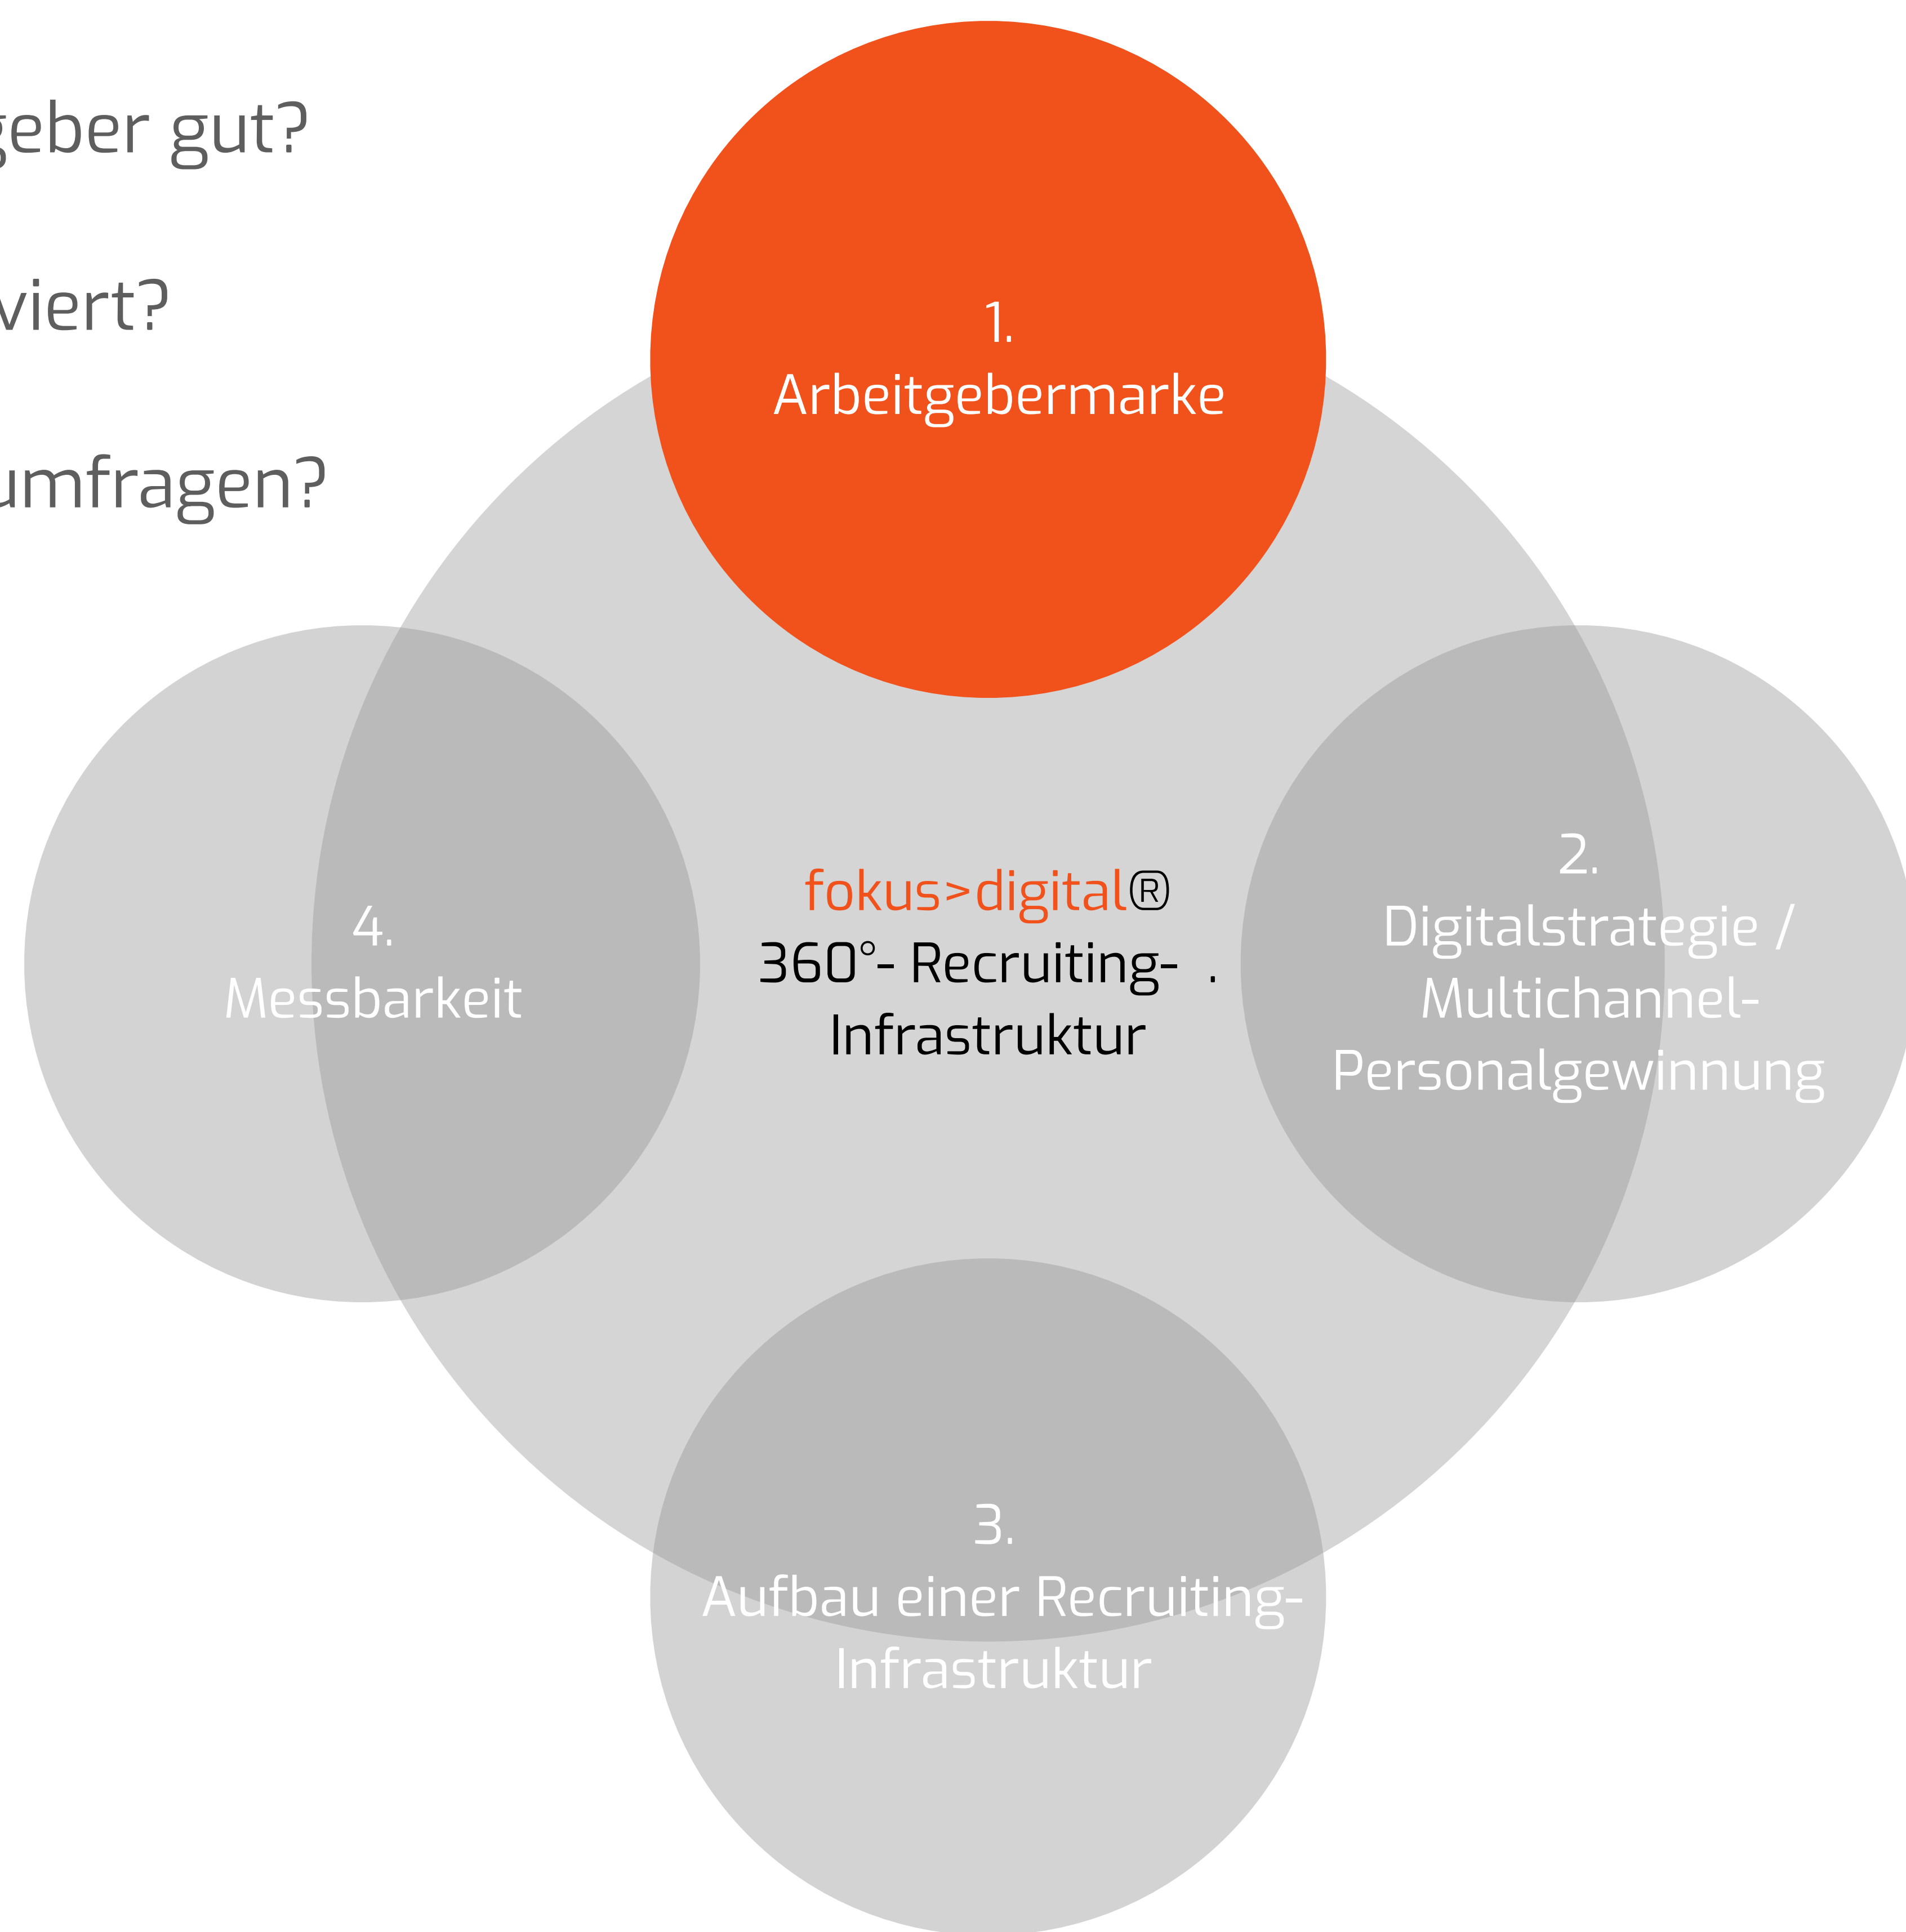 geber gut?
viert?
umfragen?
1.
Arbeitgebermarke
fokus>digital®
360°- Recruiting- .
Infrastruktur
2.
Digitalstrategie /
Multichannel-
Personalgewinnung
3.
Aufbau einer Recruiting-
Infrastruktur
4.
Messbarkeit